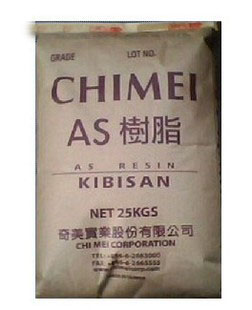 GRADE LOT NO.
CHIMEI
AS 樹脂
AS RESIN
KIBISAN
NET 25KGS
奇美實業股份有限公司
CHI MEI CORPORATION